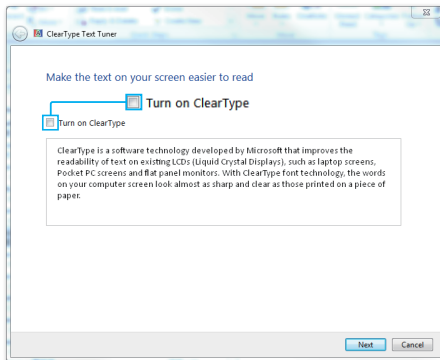 ClearType Text Tuner
Make the text on your screen easier to read
Turn on ClearType
Turn on ClearType
ClearType is a software technology developed by Microsoft that improves the
readability of text on existing LCDs (Liquid Crystal Displays), such as laptop screens,
Pocket PC screens and flat panel monitors. With ClearType font technology, the words
on your computer screen look almost as sharp and clear as those printed on a piece of
paper.
Next
Cancel